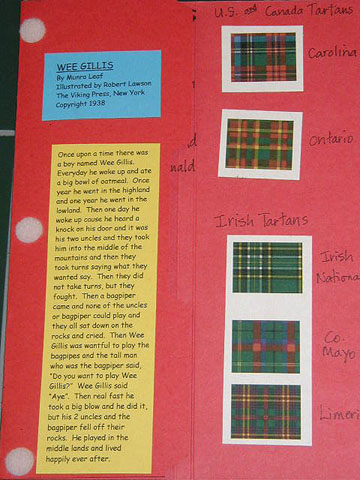 WEE GILLIS
By Munro Leaf
Illustrated by Robert Lawson
The Viking Press, New York
Copyright 1938
Once upon a time there was
a boy named Wee Gillis.
Everyday he woke up and ate
a big bowl of oatmeal. Once
year he went in the highland
and one year he went in the
lowland. Then one day he
woke up cause he heard a
knock on his door and it was
his two uncles and they took
him into the middle of the
mountains and then they
took turns saying what they
wanted say. Then they did
not take turns, but they
fought. Then a bagpiper
came and none of the uncles
or bagpiper could play and
they all sat down on the
rocks and cried. Then Wee
Gillis was wantful to play the
bagpipes and the tall man
who was the bagpiper said,
"Do you want to play Wee
Gillis?" Wee Gillis said
"Aye". Then real fast he
took a big blow and he did it,
but his 2 uncles and the
bagpiper fell off their
rocks. He played in the
middle lands and lived
happily ever after.
d
nald
U.S. and Canada Tartans
Carolina
Ontario
Irish Tartans
Irish
National
Co.
Mayo
Limeri